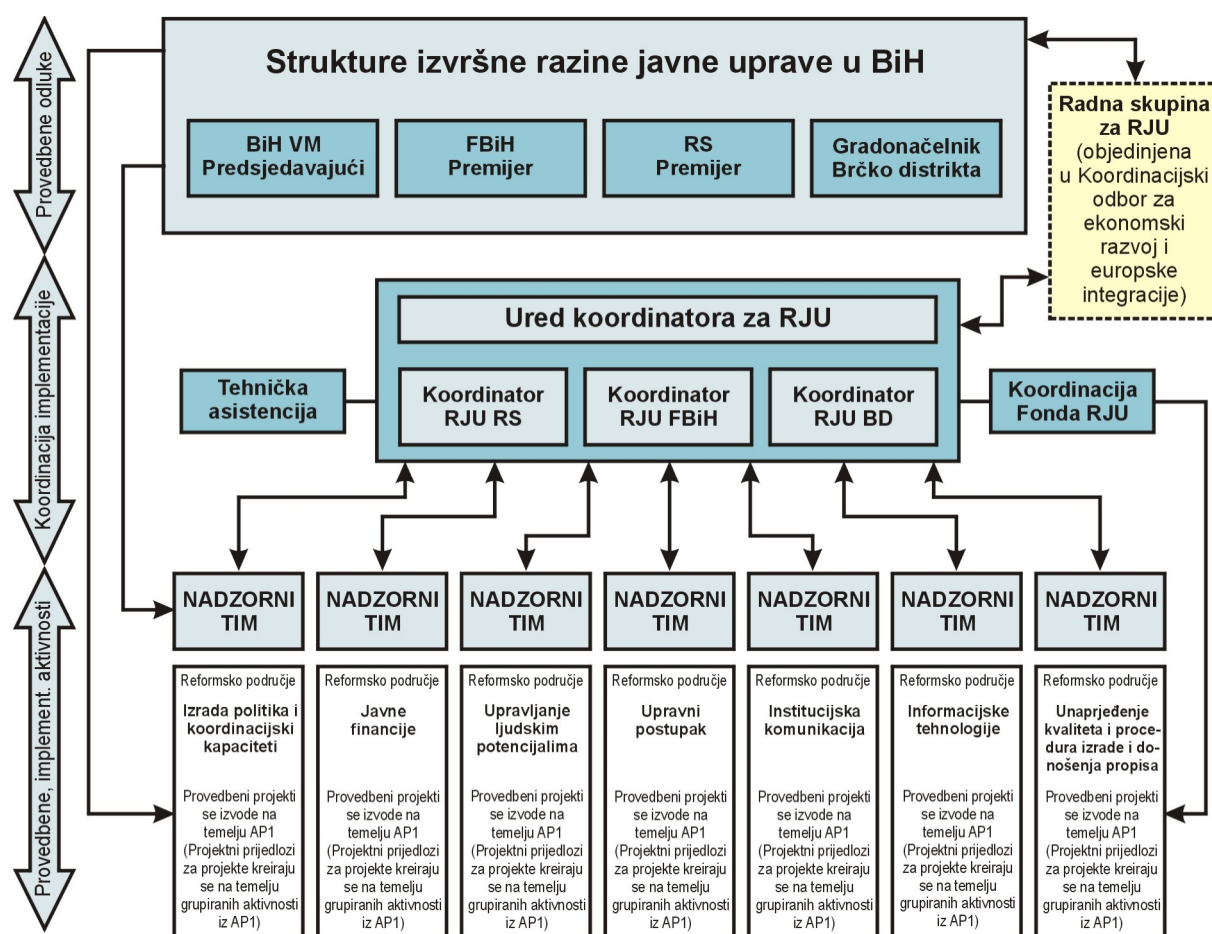 Provedbene odluke
Strukture izvršne razine javne uprave u BiH
BiH VM
Predsjedavajući
FBiH
Premijer
RS
Premijer
Gradonačelnik
Brčko distrikta
Radna skupina
za RJU
(objedinjena
u Koordinacijski
odbor za
ekonomski
razvoj i
europske
integracije)
Koordinacija implementacije
Ured koordinatora za RJU
Tehnička
asistencija
Koordinator
RJU RS
Koordinator
RJU FBiH
Koordinator
RJU BD
Koordinacija
Fonda RJU
Provedbene, implement. aktivnosti
NADZORNI
TIM
Reformsko područje
Izrada politika i
koordinacijski
kapaciteti
Provedbeni projekti
se izvode na
temelju AP1
(Projektni prijedlozi
za projekte kreiraju
se na temelju
grupiranih aktivnosti
iz AP1)
NADZORNI
TIM
Reformsko područje
Javne
financije
Provedbeni projekti
se izvode na
temelju AP1
(Projektni prijedlozi
za projekte kreiraju
se na temelju
grupiranih aktivnosti
iz AP1)
NADZORNI
TIM
Reformsko područje
Upravljanje
ljudskim
potencijalima
Provedbeni projekti
se izvode na
temelju AP1
(Projektni prijedlozi
za projekte kreiraju
se na temelju
grupiranih aktivnosti
iz AP1)
NADZORNI
TIM
Reformsko područje
Upravni
postupak
Provedbeni projekti
se izvode na
temelju AP1
(Projektni prijedlozi
za projekte kreiraju
se na temelju
grupiranih aktivnosti
iz AP1)
NADZORNI
TIM
Reformsko područje
Institucijska
komunikacija
Provedbeni projekti
se izvode na
temelju AP1
(Projektni prijedlozi
za projekte kreiraju
se na temelju
grupiranih aktivnosti
iz AP1)
NADZORNI
TIM
Reformsko područje
Informacijske
tehnologije
Provedbeni projekti
se izvode na
temelju AP1
(Projektni prijedlozi
za projekte kreiraju
se na temelju
grupiranih aktivnosti
iz AP1)
NADZORNI
TIM
Reformsko područje
Unaprjeđenje
kvaliteta i proce-
dura izrade i do-
nošenja propisa
Provedbeni projekti
se izvode na
temelju AP1
(Projektni prijedlozi
za projekte kreiraju
se na temelju
grupiranih aktivnosti
iz AP1)